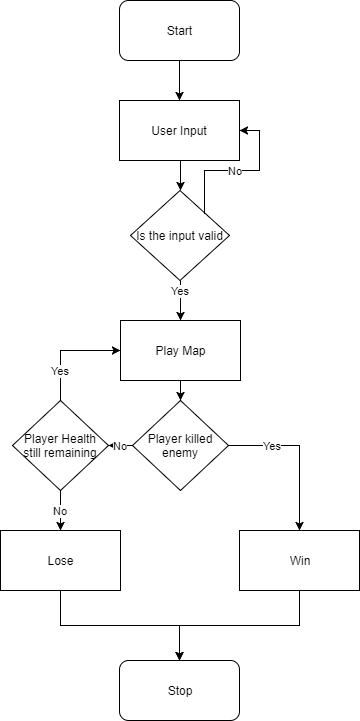 Start
User Input
No
Is the input valid
Yes
Play Map
Yes
Player Health
still remaining
No
Player killed
enemy
Yes
No
Lose
Win
Stop